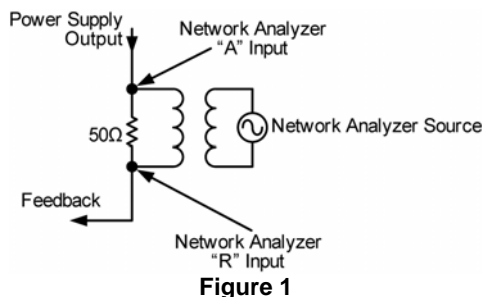 Power Supply
Output
Network Analyzer
“A” Input
50Ω
Network Analyzer Source
Feedback
Network Analyzer
“R” Input
Figure 1